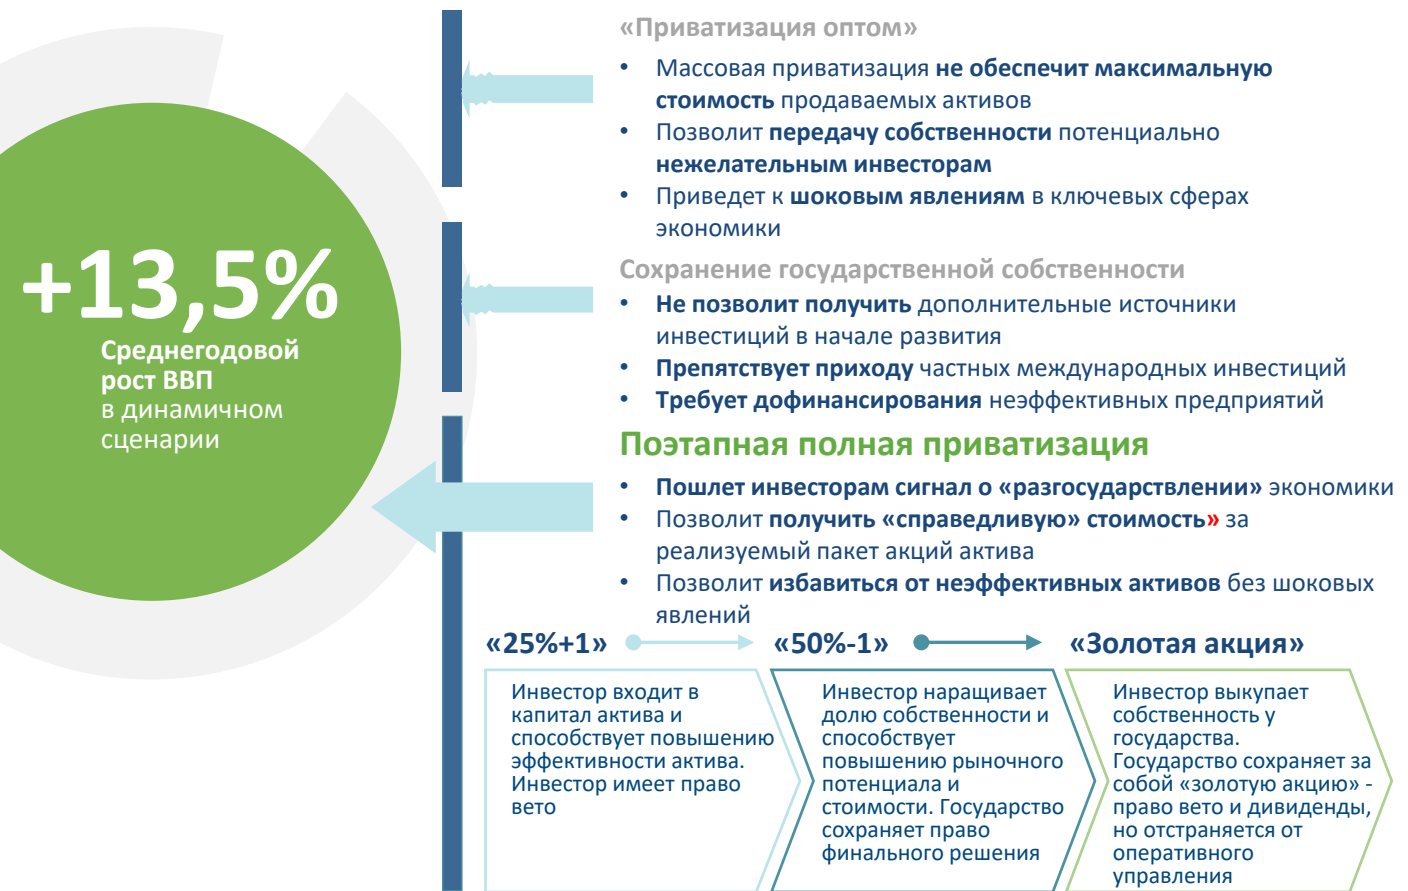 +13,5%
Среднегодовой
рост ВВП
в динамичном
сценарии
«Приватизация оптом»
• Массовая приватизация не обеспечит максимальную
стоимость продаваемых активов
• Позволит передачу собственности потенциально
нежелательным инвесторам
• Приведет к шоковым явлениям в ключевых сферах
экономики
Сохранение государственной собственности
• Не позволит получить дополнительные источники
инвестиций в начале развития
• Препятствует приходу частных международных инвестиций
• Требует дофинансирования неэффективных предприятий
Поэтапная полная приватизация
• Пошлет инвесторам сигнал о «разгосударствлении» экономики
• Позволит получить «справедливую» стоимость» за
реализуемый пакет акций актива
• Позволит избавиться от неэффективных активов без шоковых
явлений
«25%+1»
Инвестор входит в
капитал актива и
способствует повышению
эффективности актива.
Инвестор имеет право
вето
«50%-1»
Инвестор наращивает
долю собственности и
способствует
повышению рыночного
потенциала и
стоимости. Государство
сохраняет право
финального решения
«Золотая акция»
Инвестор выкупает
собственность у
государства.
Государство сохраняет за
собой «золотую акцию» -
право вето и дивиденды,
но отстраняется от
оперативного
управления